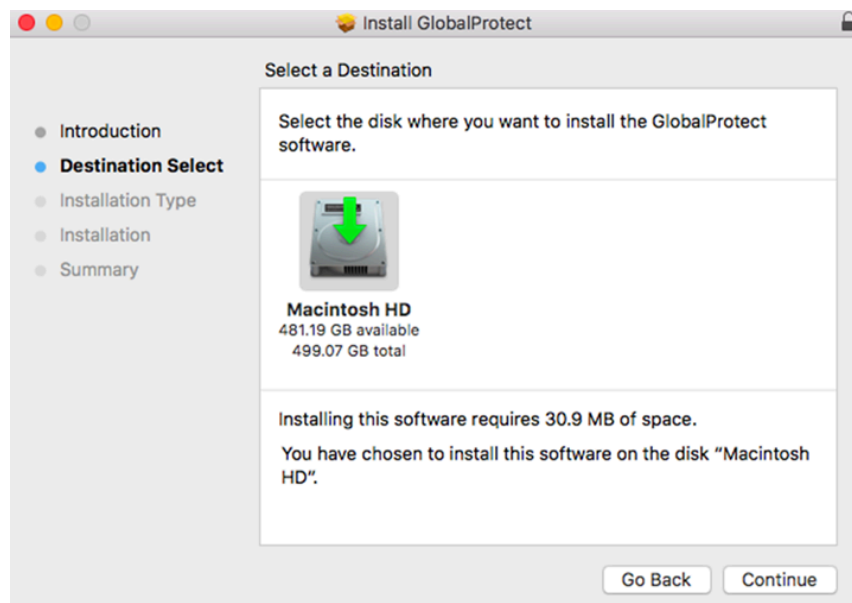 Install GlobalProtect
Select a Destination
Introduction
Destination Select
Installation Type
Installation
Summary
Select the disk where you want to install the GlobalProtect
software.
Macintosh HD
481.19 GB available
499.07 GB total
Installing this software requires 30.9 MB of space.
You have chosen to install this software on the disk “Macintosh
HD”.
Go Back
Continue